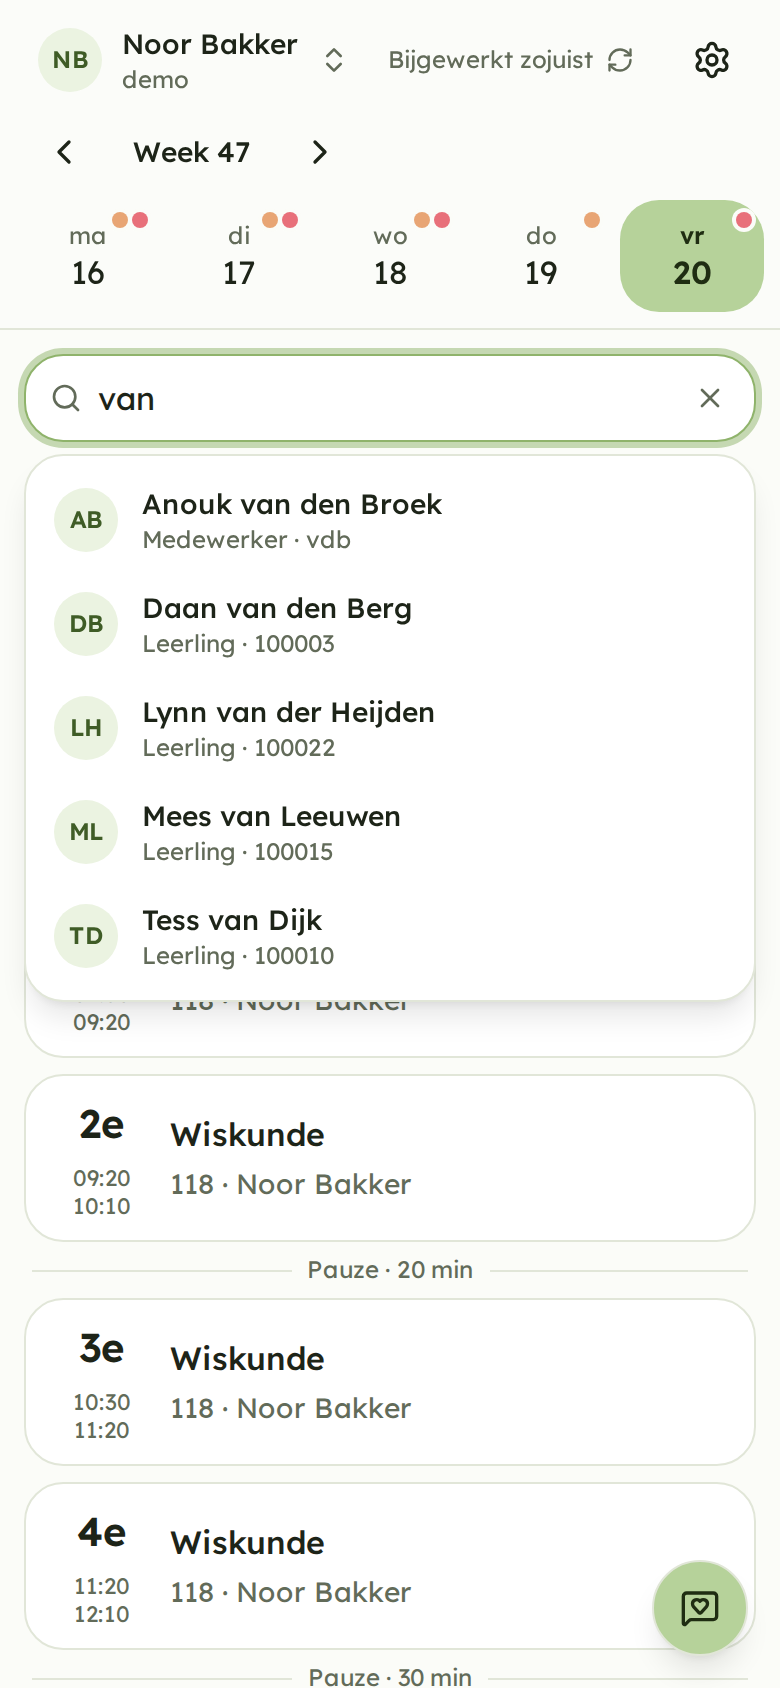 NB
Noor Bakker
demo
Bijgewerkt zojuist
Week 47
ma
16
di
17
wo
18
do
19
vr
20
van
AB
Anouk van den Broek
Medewerker · vdb
DB
Daan van den Berg
Leerling · 100003
LH
Lynn van der Heijden
Leerling · 100022
ML
Mees van Leeuwen
Leerling · 100015
TD
Tess van Dijk
Leerling · 100010
118 · Noor Bakker
09:20
2e
Wiskunde
09:20
118 · Noor Bakker
10:10
Pauze · 20 min
3e
Wiskunde
10:30
118 · Noor Bakker
11:20
4e
Wiskunde
11:20
118 · Noor Bakker
12:10
Pauze · 30 min